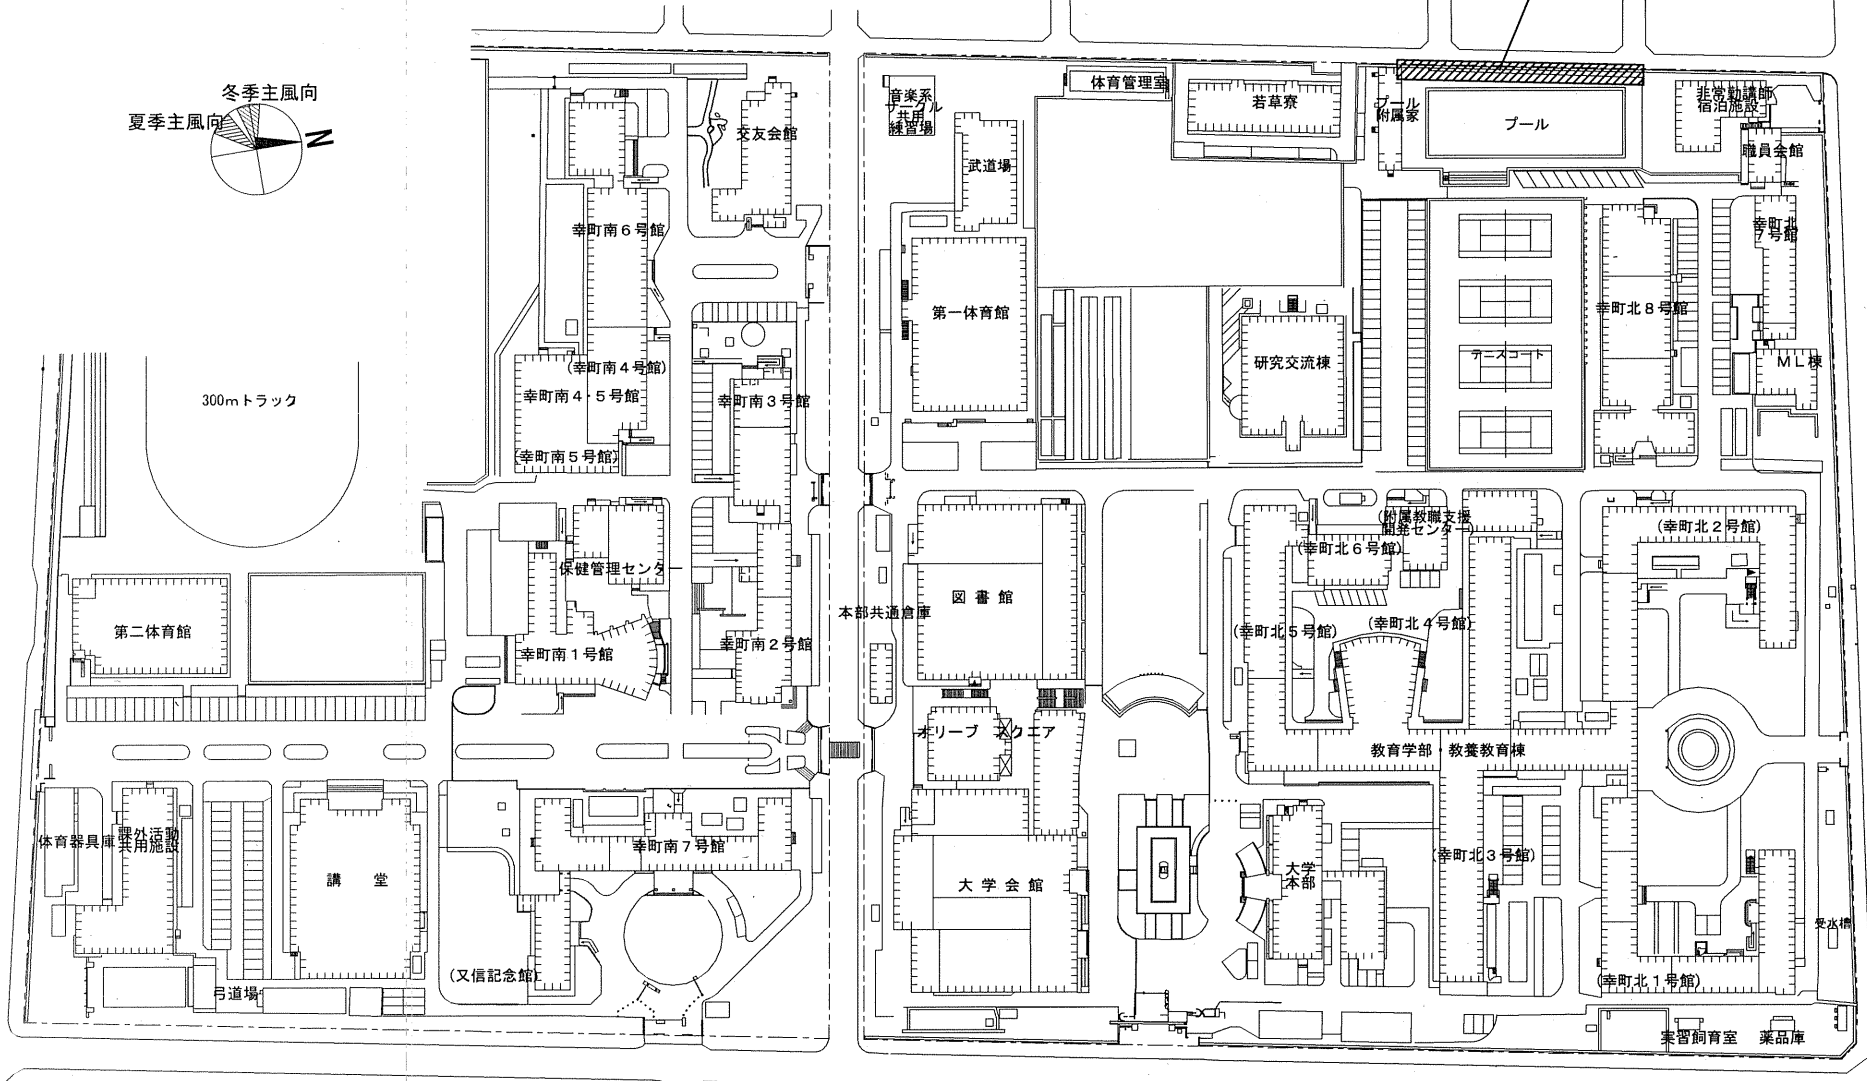 冬季主風向
夏季主風向
N
音楽系
サークル
共用
練習場
体育管理室
若草寮
プール
附属家
プール
非常勤講師
宿泊施設
職員会館
交友会館
武道場
幸町南6号館
幸町北
7号館
第一体育館
幸町北8号館
研究交流棟
テニスコート
ML棟
(幸町南4号館)
幸町南4・5号館
幸町南3号館
300mトラック
(幸町南5号館)
(附属教職支援
開発センター)
(幸町北2号館)
(幸町北6号館)
保健管理センター
図書館
本部共通倉庫
第二体育館
幸町南1号館
幸町南2号館
(幸町北5号館)
(幸町北4号館)
オリーブ スクエア
教育学部・教養教育棟
体育器具庫
課外活動
共用施設
幸町南7号館
講 堂
大学会館
大学
本部
(幸町北3号館)
受水槽
(又信記念館)
弓道場
(幸町北1号館)
実習飼育室
薬品庫